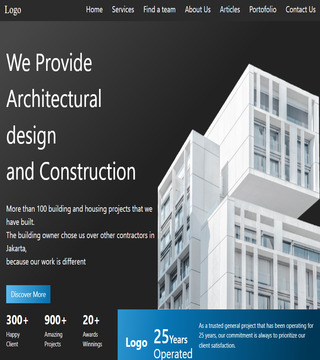 Logo Home Services Find a team About Us Articles Portofolio Contact Us
We Provide
Architectural
design
and Construction
More than 100 building and housing projects that we
have built.
The building owner chose us over other contractors in
Jakarta,
because our work is different
Discover More
300+ 900+ 20+
Happy Amazing Awards
Client Projects Winnings
Logo 25Years
Operated
As a trusted general project that has been operating for
25 years, our commitment is always to prioritize our
client satisfaction.